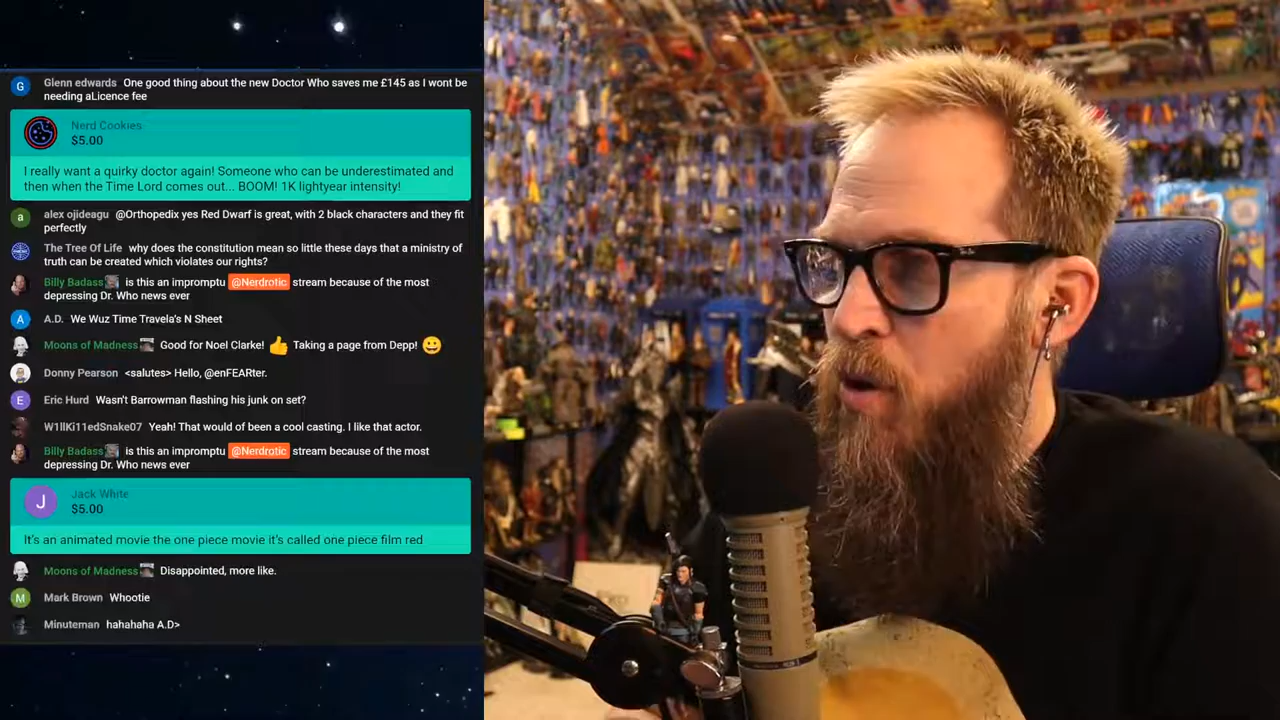 G Glenn edwards One good thing about the new Doctor Who saves me £145 as I wont be
needing aLicence fee
Nerd Cookies
$5.00
I really want a quirky doctor again! Someone who can be underestimated and
then when the Time Lord comes out... BOOM! 1K lightyear intensity!
a alex ojideagu @Orthopedix yes Red Dwarf is great, with 2 black characters and they fit
perfectly
The Tree Of Life why does the constitution mean so little these days that a ministry of
truth can be created which violates our rights?
Billy Badass is this an impromptu @Nerdrotic stream because of the most
depressing Dr. Who news ever
A A.D. We Wuz Time Travela's N Sheet
Moons of Madness Good for Noel Clarke! 👍 Taking a page from Depp! 😀
Donny Pearson <salutes> Hello, @enFEARter.
E Eric Hurd Wasn't Barrowman flashing his junk on set?
W1llKi11edSnake07 Yeah! That would of been a cool casting. I like that actor.
Billy Badass is this an impromptu @Nerdrotic stream because of the most
depressing Dr. Who news ever
J Jack White
$5.00
It's an animated movie the one piece movie it's called one piece film red
Moons of Madness Disappointed, more like.
M Mark Brown Whootie
Minuteman hahahaha A.D>